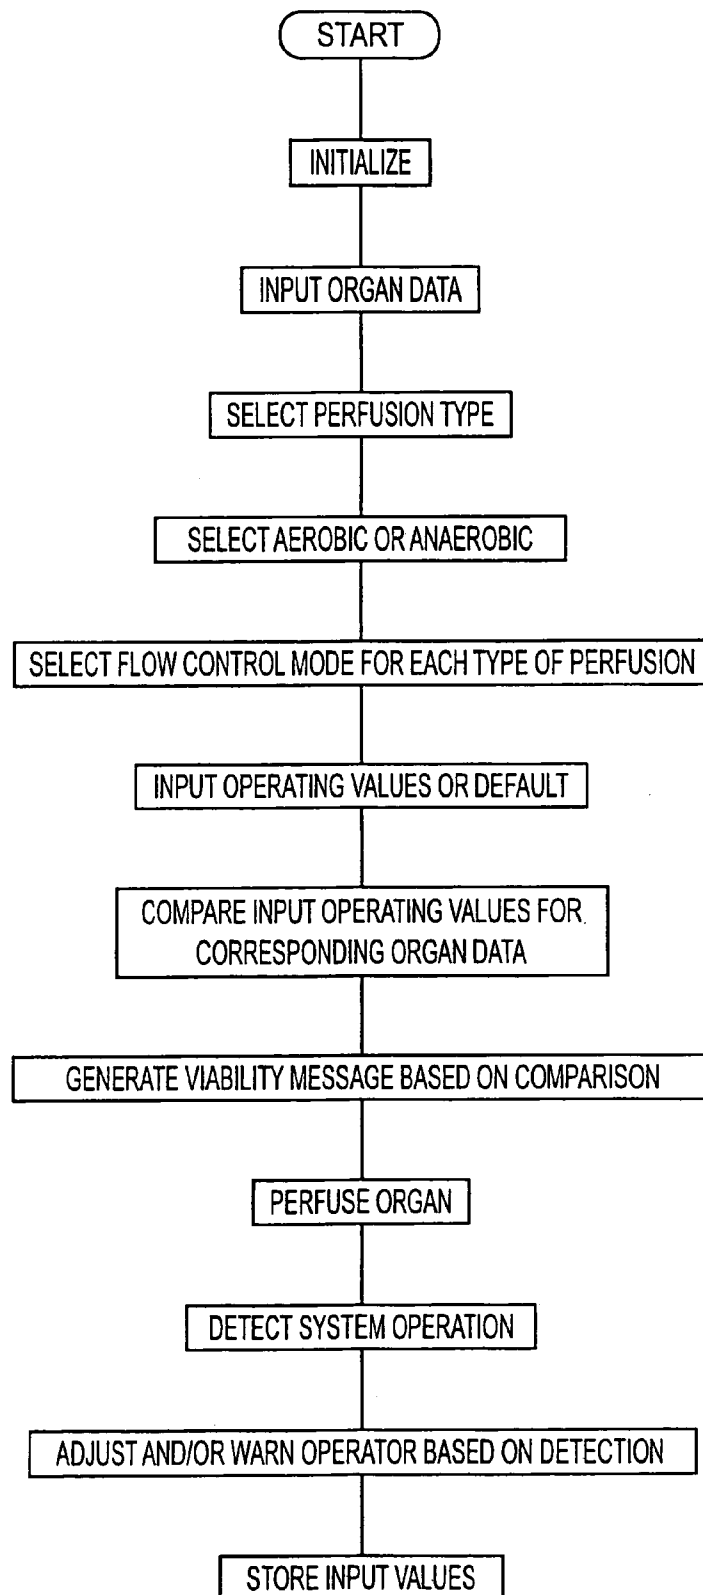 START
INITIALIZE
INPUT ORGAN DATA
SELECT PERFUSION TYPE
SELECT AEROBIC OR ANAEROBIC
SELECT FLOW CONTROL MODE FOR EACH TYPE OF PERFUSION
INPUT OPERATING VALUES OR DEFAULT
COMPARE INPUT OPERATING VALUES FOR.
CORRESPONDING ORGAN DATA
GENERATE VIABILITY MESSAGE BASED ON COMPARISON
PERFUSE ORGAN
DETECT SYSTEM OPERATION
ADJUST AND/OR WARN OPERATOR BASED ON DETECTION
STORE INPUT VALUES